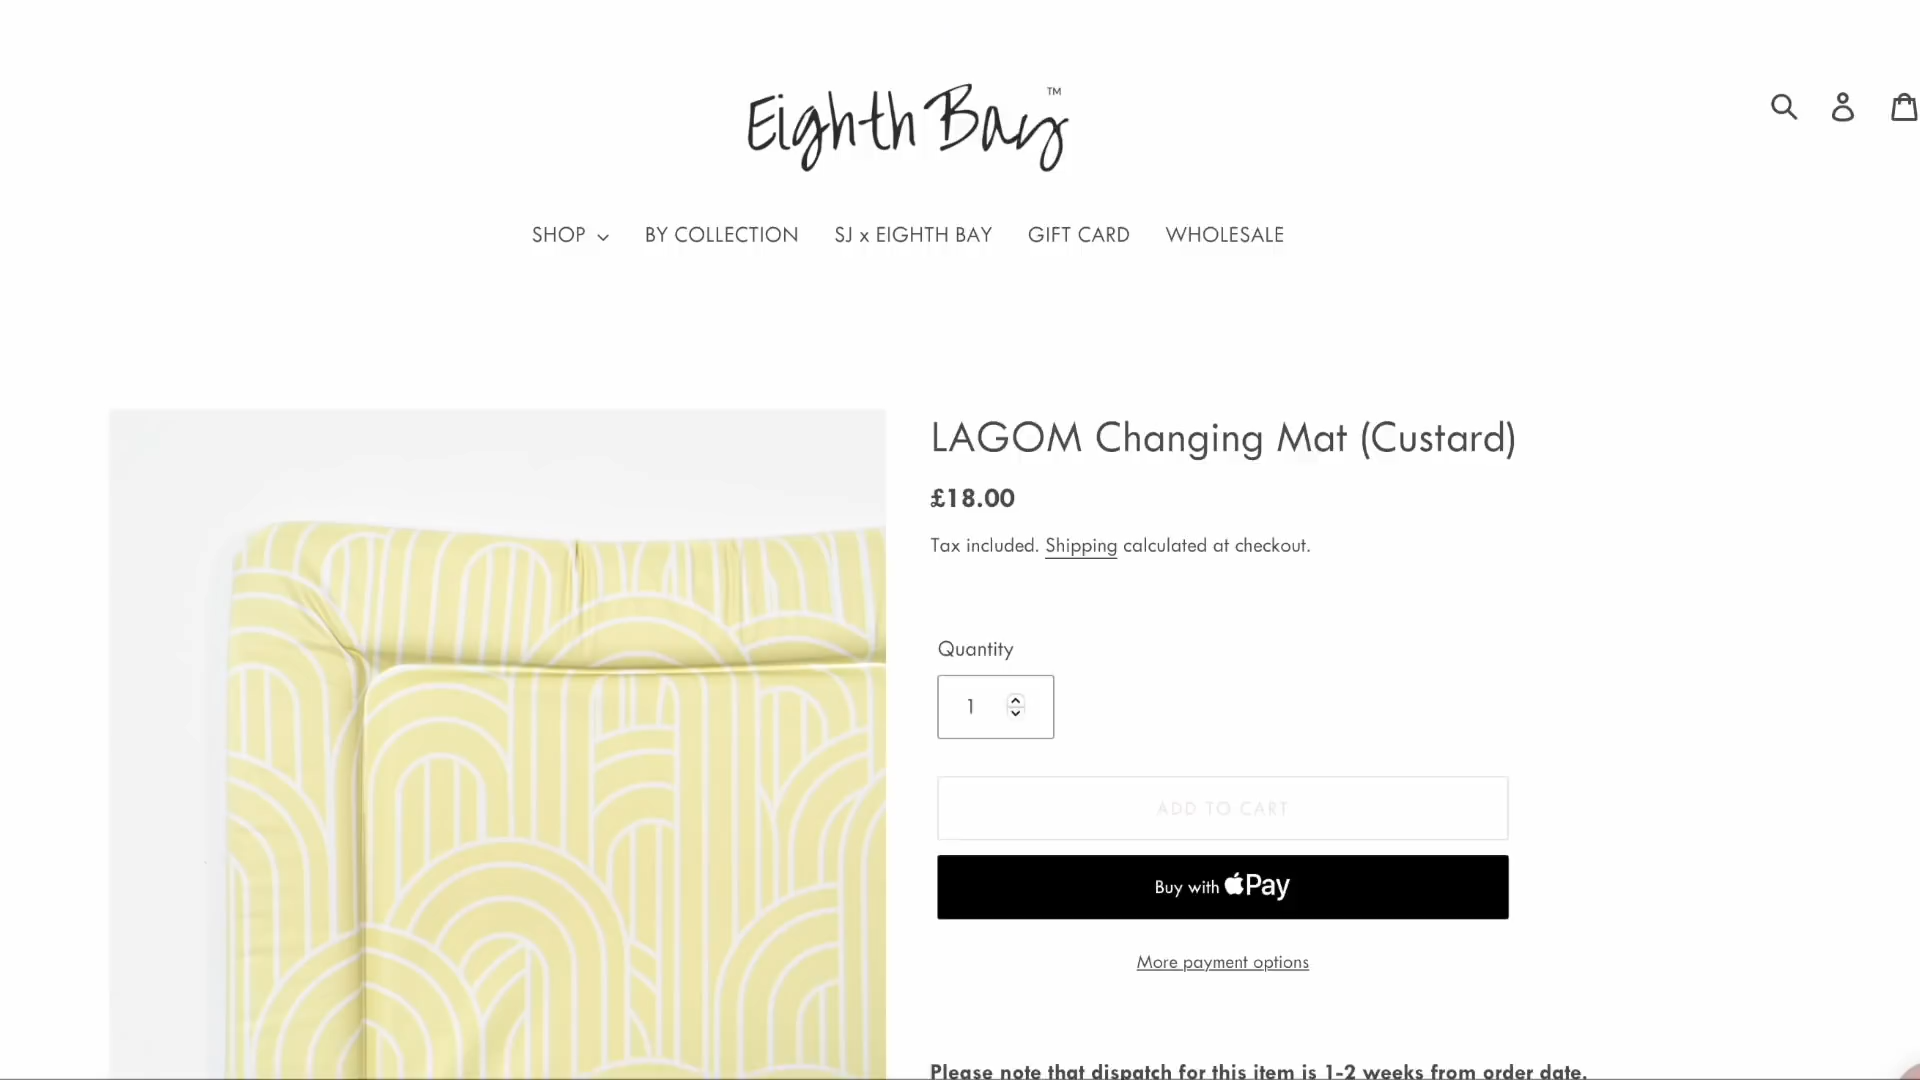 Eighth Bay™
SHOP
BY COLLECTION
SJ x EIGHTH BAY
GIFT CARD
WHOLESALE
LAGOM Changing Mat (Custard)
£18.00
Tax included. Shipping calculated at checkout.
Quantity
1
ADD TO CART
Buy with Pay
More payment options
Please note that dispatch for this item is 1-2 weeks from order date.